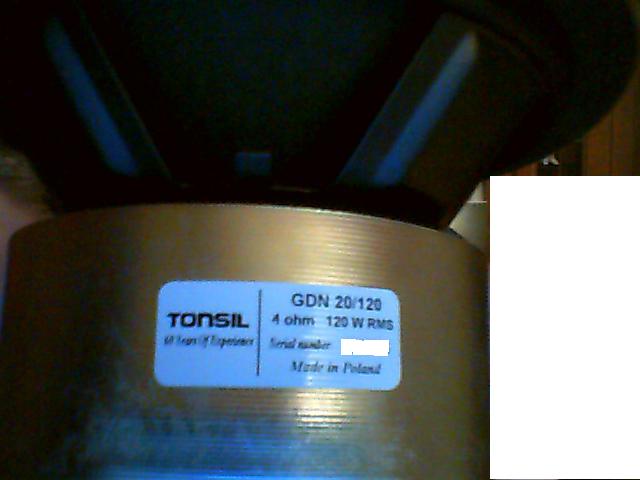 TONSIL
60 Years Of Experience
GDN 20/120
4 ohm 120 W RMS
Serial number
Made in Poland